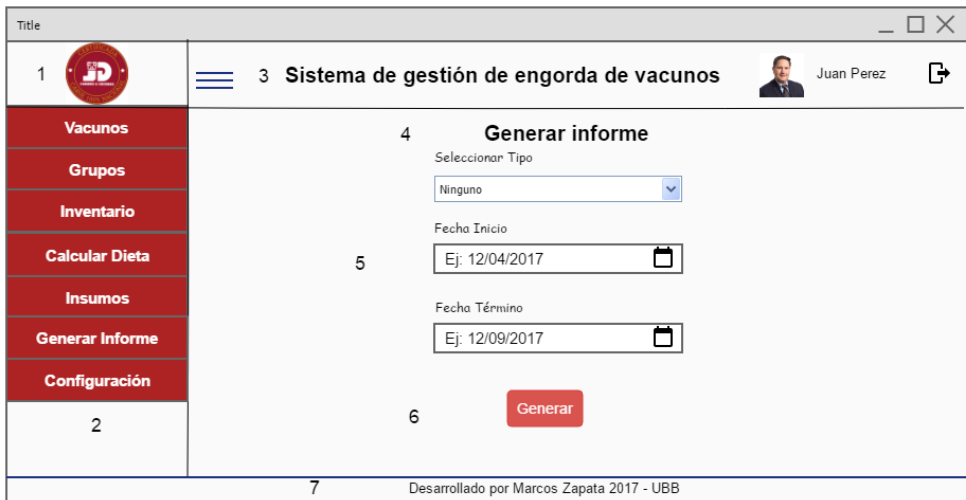 Title
1
JD
3 Sistema de gestión de engorda de vacunos
Juan Perez
Vacunos
Grupos
Inventario
Calcular Dieta
Insumos
Generar Informe
Configuración
2
4 Generar informe
Seleccionar Tipo
Ninguno
Fecha Inicio
5
Ej: 12/04/2017
Fecha Término
Ej: 12/09/2017
6
Generar
7
Desarrollado por Marcos Zapata 2017 - UBB